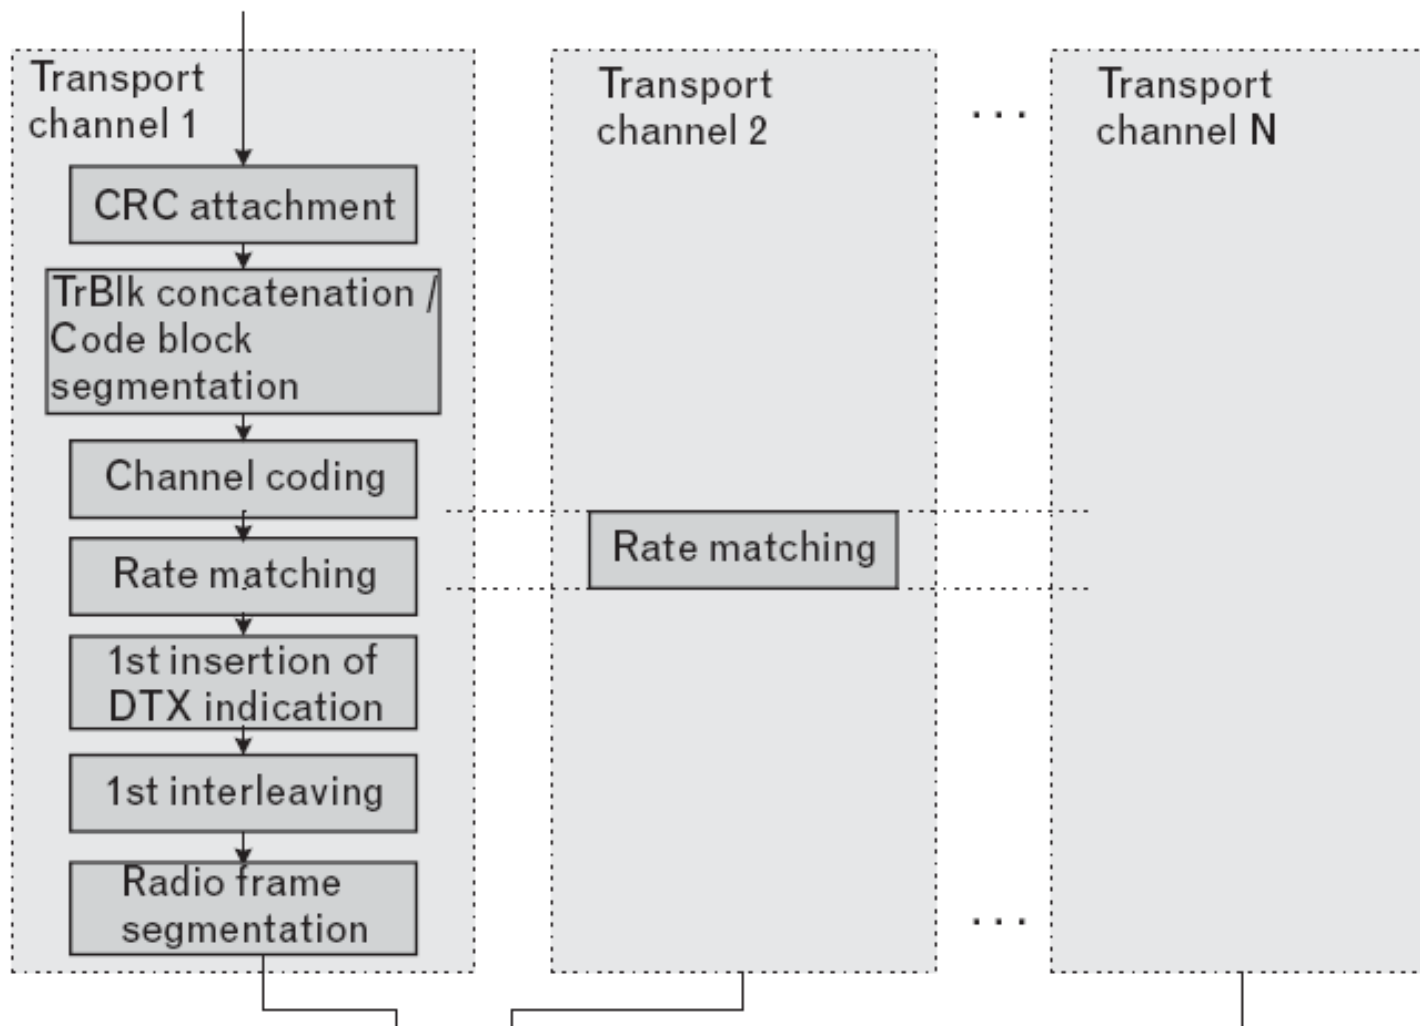 Transport
channel 1
CRC attachment
TrBlk concatenation /
Code block
segmentation
Channel coding
Rate matching
1st insertion of
DTX indication
1st interleaving
Radio frame
segmentation
Transport
channel 2
Rate matching
...
...
Transport
channel N